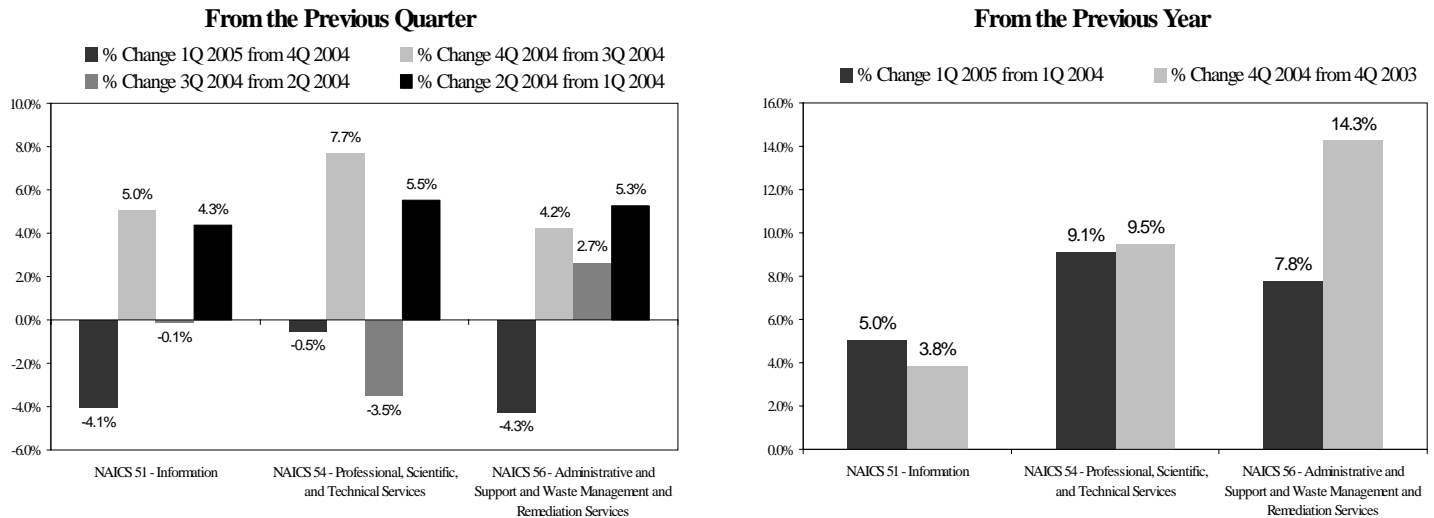 From the Previous Quarter
% Change 1Q 2005 from 4Q 2004
% Change 4Q 2004 from 3Q 2004
% Change 3Q 2004 from 2Q 2004
% Change 2Q 2004 from 1Q 2004
10.0%
8.0%
6.0%
4.0%
2.0%
0.0%
-2.0%
-4.0%
-6.0%
-4.1%
5.0%
-0.1%
4.3%
-0.5%
7.7%
-3.5%
5.5%
-4.3%
4.2%
2.7%
5.3%
NAICS 51 - Information
NAICS 54 - Professional, Scientific,
and Technical Services
NAICS 56 - Administrative and
Support and Waste Management and
Remediation Services
From the Previous Year
% Change 1Q 2005 from 1Q 2004
% Change 4Q 2004 from 4Q 2003
16.0%
14.0%
12.0%
10.0%
8.0%
6.0%
4.0%
2.0%
0.0%
5.0%
3.8%
9.1%
9.5%
7.8%
14.3%
NAICS 51 - Information
NAICS 54 - Professional, Scientific,
and Technical Services
NAICS 56 - Administrative and
Support and Waste Management and
Remediation Services